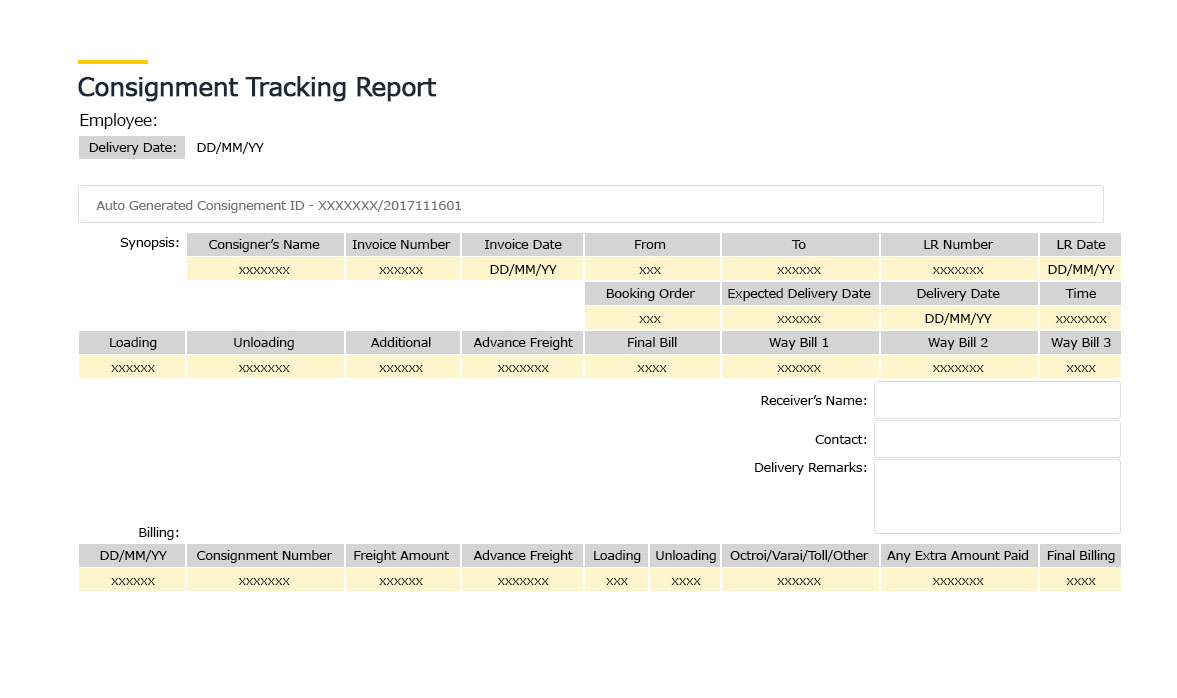 Consignment Tracking Report
Employee:
Delivery Date: DD/MM/YY
Auto Generated Consignement ID - XXXXXXX/2017111601
Synopsis: Consigner’s Name Invoice Number Invoice Date From To LR Number LR Date
xxxxxxx xxxxxx DD/MM/YY xxx xxxxxx xxxxxxx DD/MM/YY
Booking Order Expected Delivery Date Delivery Date Time
xxx xxxxxx DD/MM/YY xxxxxxx
Loading Unloading Additional Advance Freight Final Bill Way Bill 1 Way Bill 2 Way Bill 3
xxxxxx xxxxxxx xxxxxx xxxxxxx xxxx xxxxxx xxxxxxx xxxx
Receiver’s Name:
Contact:
Delivery Remarks:
Billing:
DD/MM/YY Consignment Number Freight Amount Advance Freight Loading Unloading Octroi/Varai/Toll/Other Any Extra Amount Paid Final Billing
xxxxxx xxxxxxx xxxxxx xxxxxxx xxx xxxx xxxxxx xxxxxxx xxxx